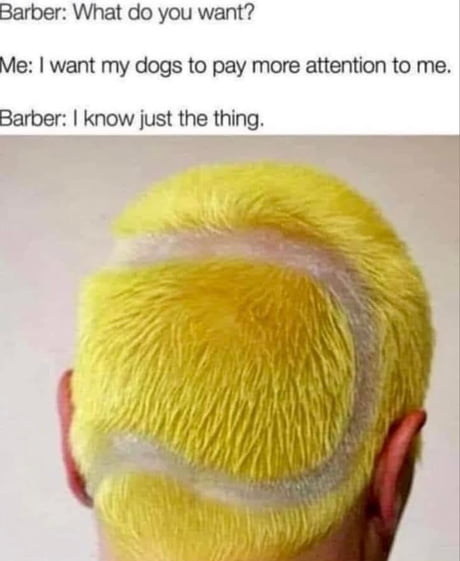 Barber: What do you want?
Me: I want my dogs to pay more attention to me.
Barber: I know just the thing.